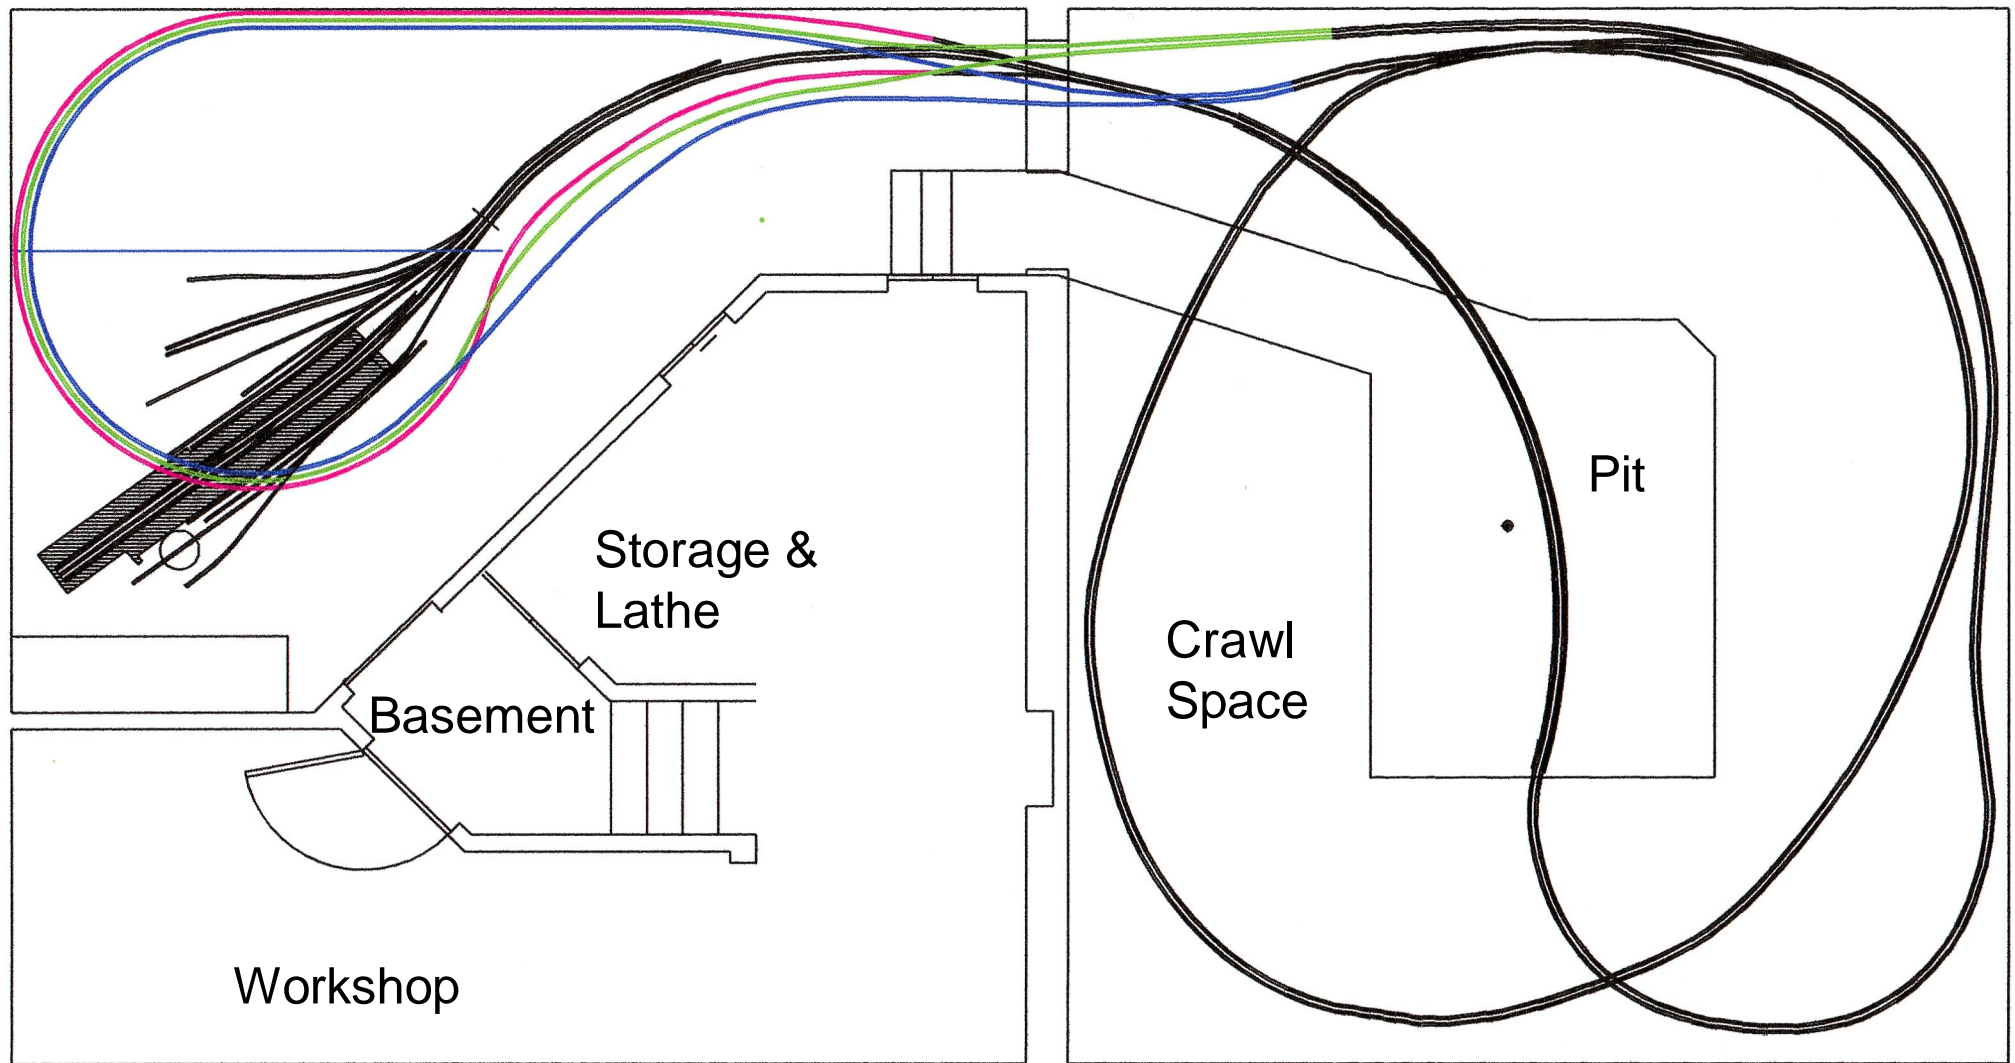 Pit
Storage &
Lathe
Crawl
Space
Basement
Workshop